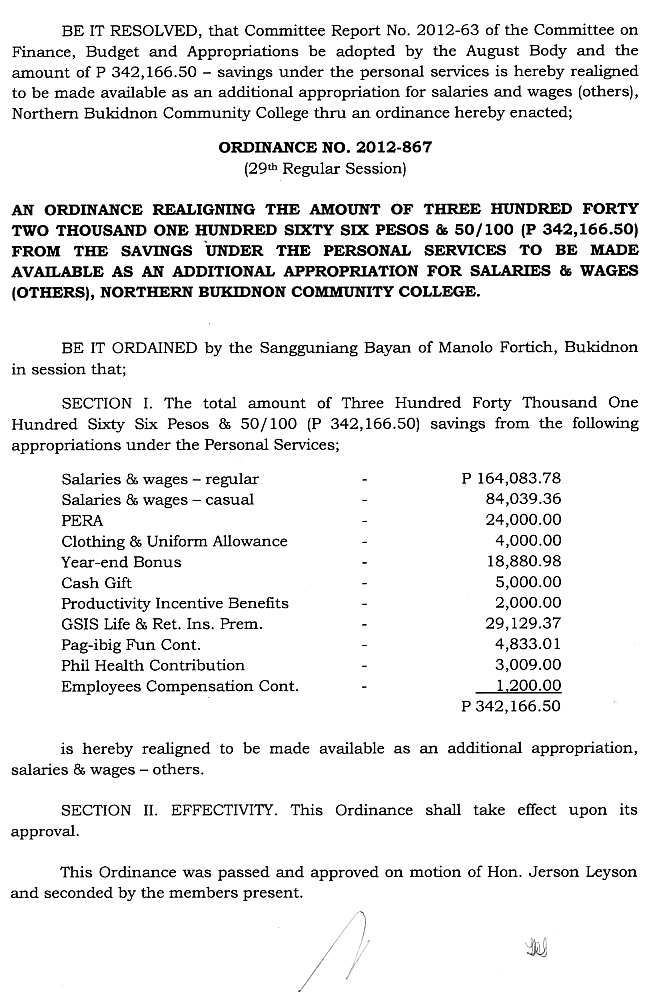 BE IT RESOLVED, that Committee Report No. 2012-63 of the Committee on
Finance, Budget and Appropriations be adopted by the August Body and the
amount of P 342,166.50 – savings under the personal services is hereby realigned
to be made available as an additional appropriation for salaries and wages (others),
Northern Bukidnon Community College thru an ordinance hereby enacted;
ORDINANCE NO. 2012-867
(29th Regular Session)
AN ORDINANCE REALIGNING THE AMOUNT OF THREE HUNDRED FORTY
TWO THOUSAND ONE HUNDRED SIXTY SIX PESOS & 50/100 (P 342,166.50)
FROM THE SAVINGS UNDER THE PERSONAL SERVICES TO BE MADE
AVAILABLE AS AN ADDITIONAL APPROPRIATION FOR SALARIES & WAGES
(OTHERS), NORTHERN BUKIDNON COMMUNITY COLLEGE.
BE IT ORDAINED by the Sangguniang Bayan of Manolo Fortich, Bukidnon
in session that;
SECTION I. The total amount of Three Hundred Forty Thousand One
Hundred Sixty Six Pesos & 50/100 (P 342,166.50) savings from the following
appropriations under the Personal Services;
Salaries & wages – regular - P 164,083.78
Salaries & wages – casual - 84,039.36
PERA - 24,000.00
Clothing & Uniform Allowance - 4,000.00
Year-end Bonus - 18,880.98
Cash Gift - 5,000.00
Productivity Incentive Benefits - 2,000.00
GSIS Life & Ret. Ins. Prem. - 29,129.37
Pag-ibig Fun Cont. - 4,833.01
Phil Health Contribution - 3,009.00
Employees Compensation Cont. - 1,200.00
P 342,166.50
is hereby realigned to be made available as an additional appropriation,
salaries & wages – others.
SECTION II. EFFECTIVITY. This Ordinance shall take effect upon its
approval.
This Ordinance was passed and approved on motion of Hon. Jerson Leyson
and seconded by the members present.